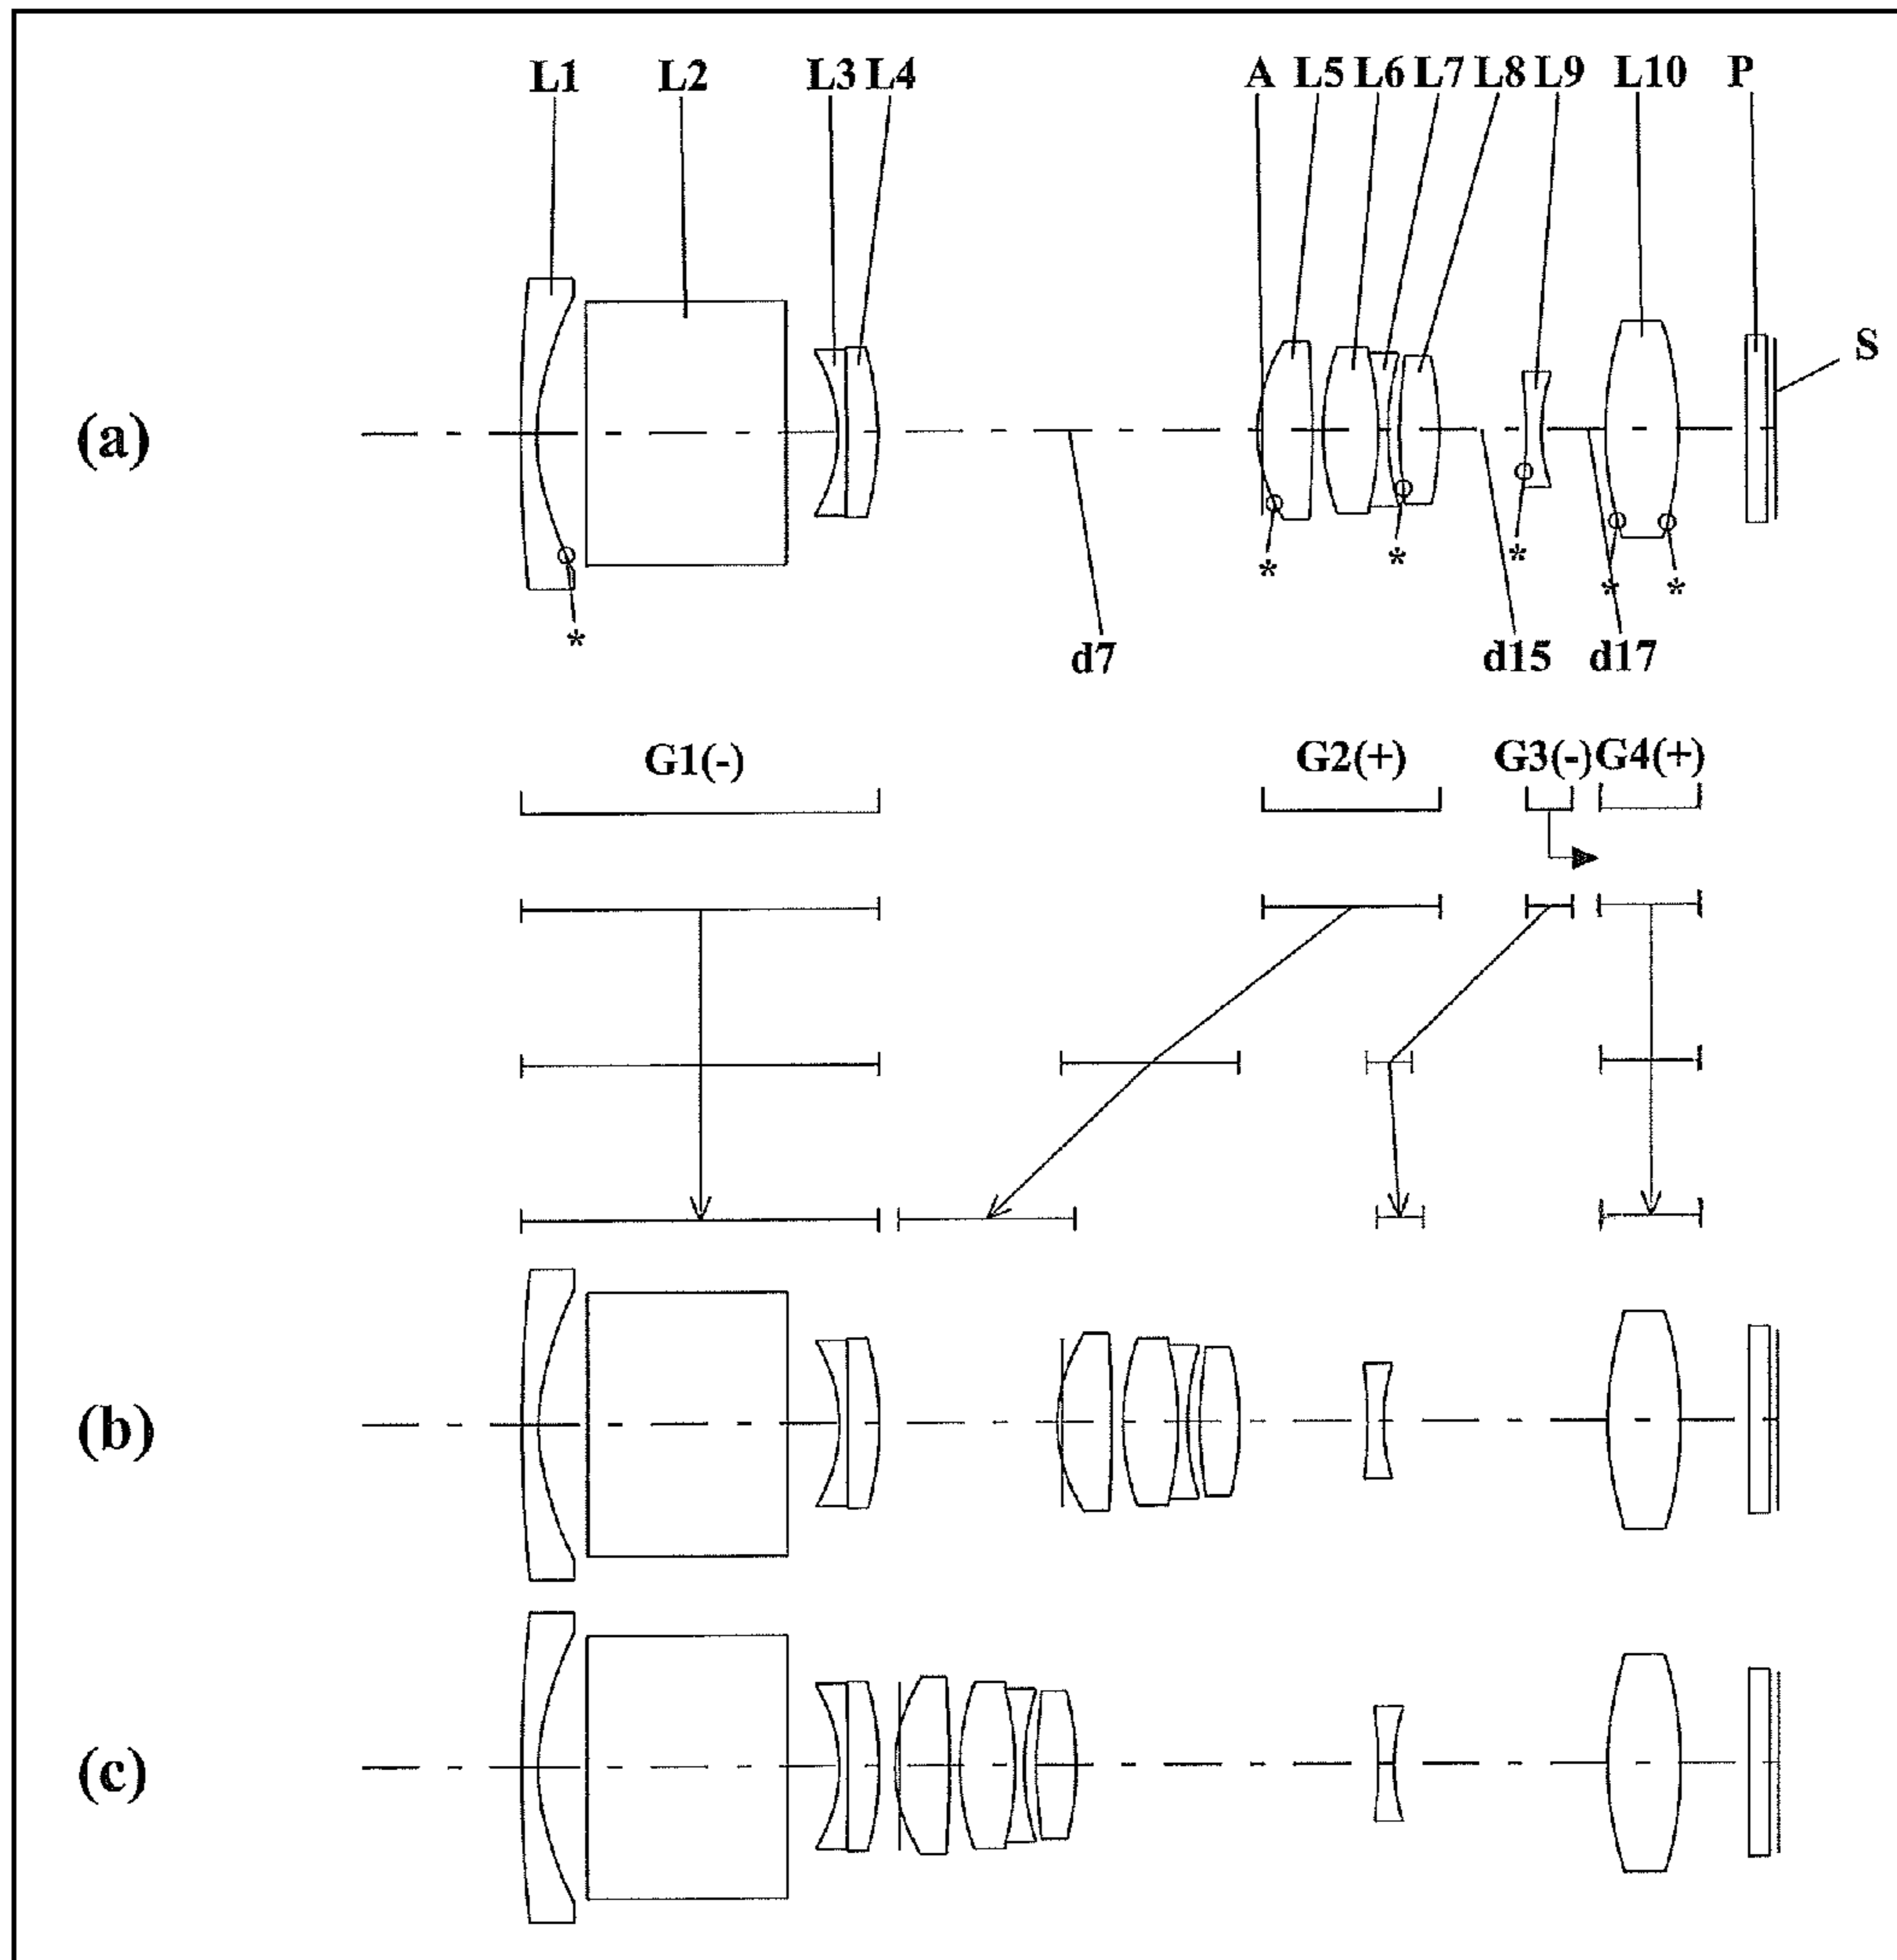 L1 L2 L3 L4 A L5 L6 L7 L8 L9 L10 P
S
(a)
* * * * * *
d7 d15 d17
G1(-) G2(+) G3(-) G4(+)
(b)
(c)